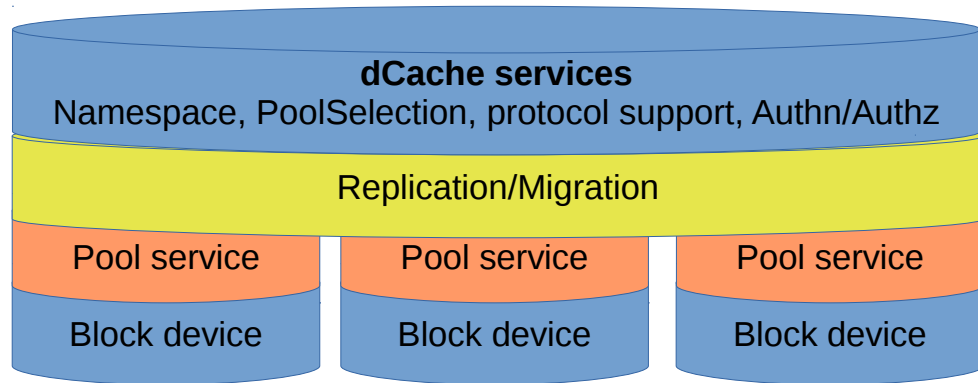 dCache services
Namespace, PoolSelection, protocol support, Authn/Authz
Replication/Migration
Pool service
Pool service
Pool service
Block device
Block device
Block device